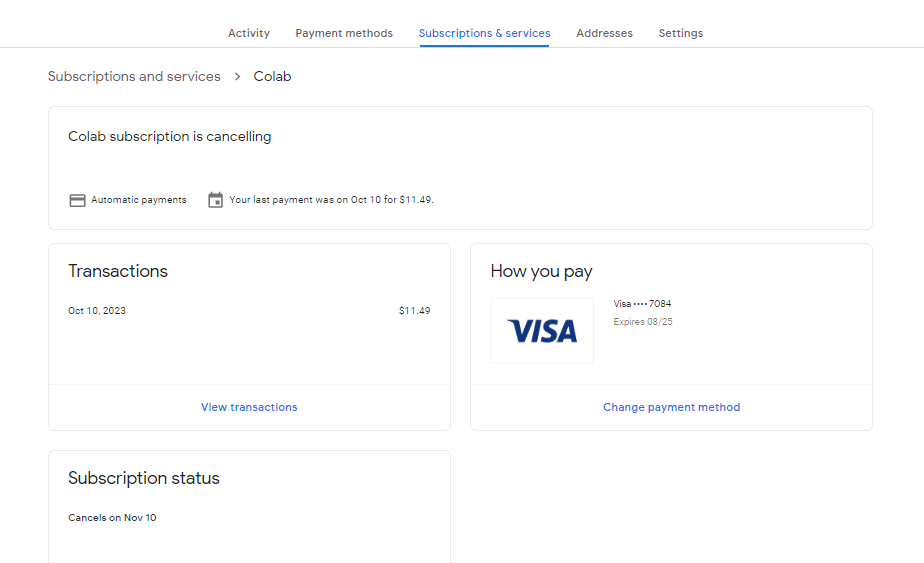 Activity Payment methods Subscriptions & services Addresses Settings
Subscriptions and services > Colab
Colab subscription is cancelling
Automatic payments Your last payment was on Oct 10 for $11.49.
Transactions
Oct 10, 2023 $11.49
View transactions
How you pay
VISA
Visa •••• 7084
Expires 08/25
Change payment method
Subscription status
Cancels on Nov 10